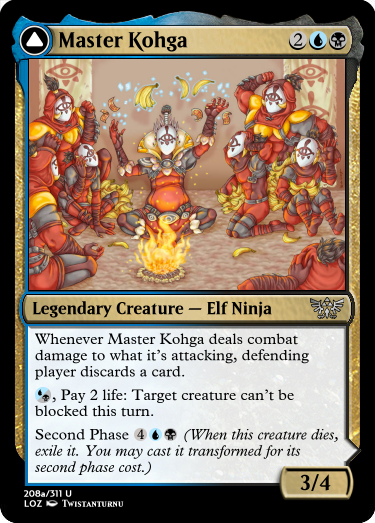 Master Kohga 2
Legendary Creature — Elf Ninja
Whenever Master Kohga deals combat
damage to what it's attacking, defending
player discards a card.
, Pay 2 life: Target creature can't be
blocked this turn.
Second Phase 4 (When this creature dies,
exile it. You may cast it transformed for its
second phase cost.)
3/4
208a/311 U
LOZ Twistanturnu